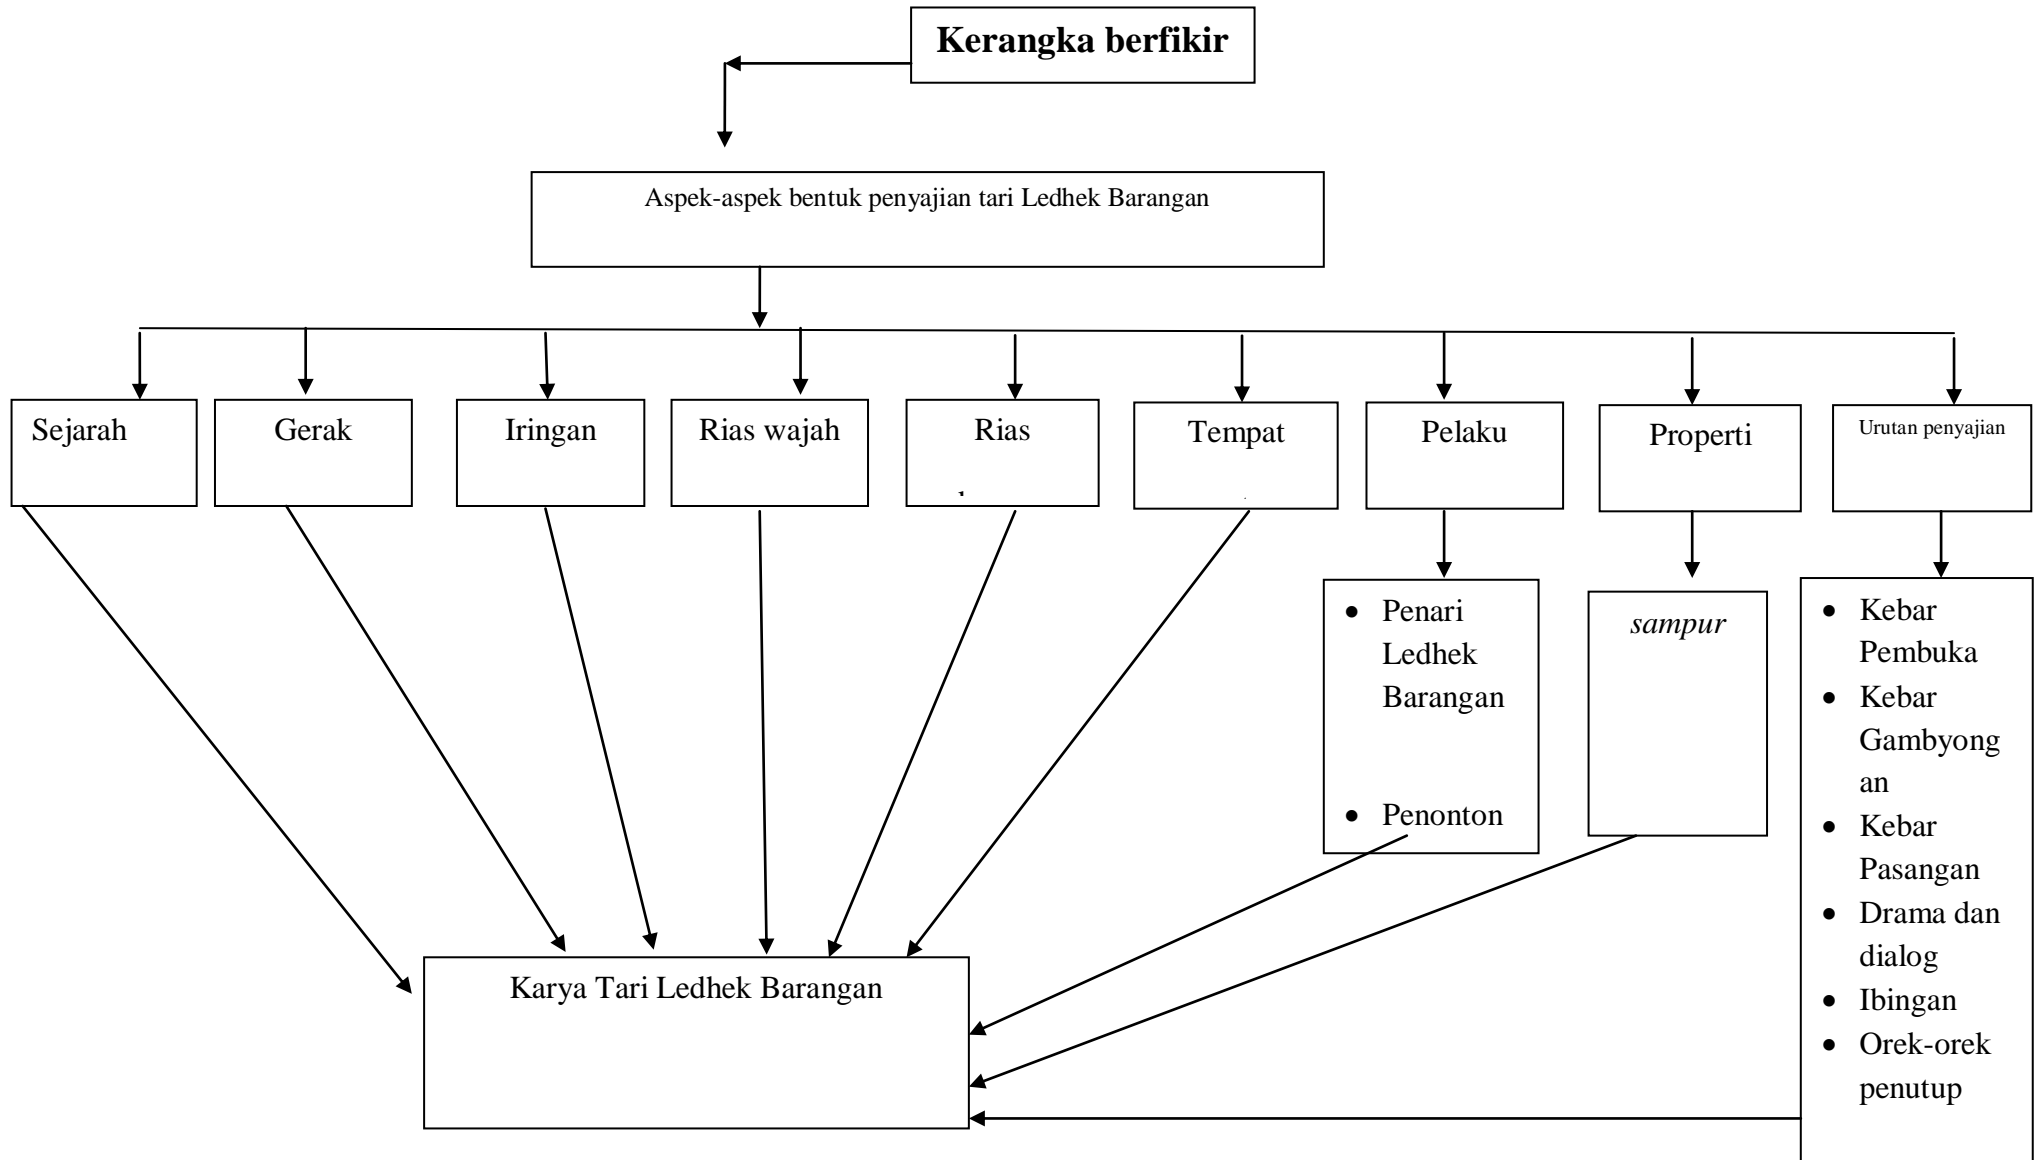 Kerangka berfikir
Aspek-aspek bentuk penyajian tari Ledhek Barangan
Sejarah
Gerak
Iringan
Rias wajah
Rias
Tempat
Pelaku
Properti
Urutan penyajian
• Penari
Ledhek
Barangan
• Penonton
sampur
• Kebar
Pembuka
• Kebar
Gambyong
an
• Kebar
Pasangan
• Drama dan
dialog
• Ibingan
• Orek-orek
penutup
Karya Tari Ledhek Barangan